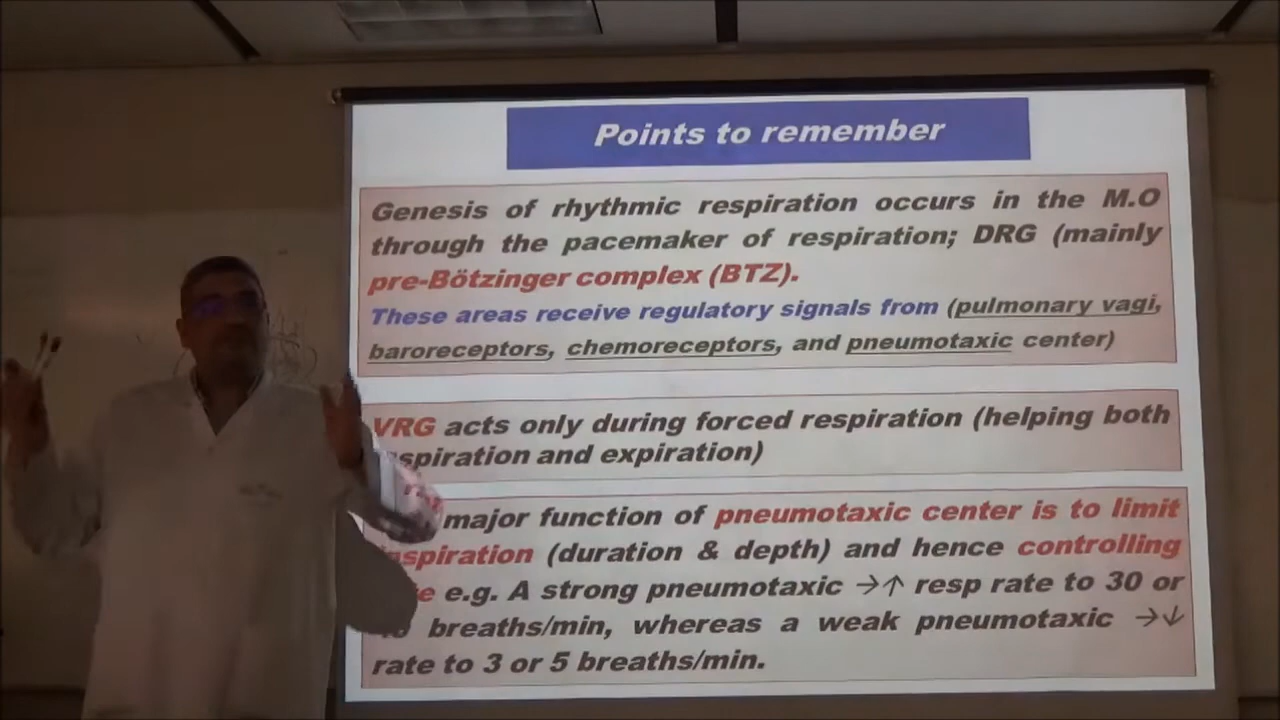 Points to remember
Genesis of rhythmic respiration occurs in the M.O
through the pacemaker of respiration; DRG (mainly
pre-Bötzinger complex (BTZ).
These areas receive regulatory signals from (pulmonary vagi,
baroreceptors, chemoreceptors, and pneumotaxic center)
VRG acts only during forced respiration (helping both
spiration and expiration)
major function of pneumotaxic center is to limit
spiration (duration & depth) and hence controlling
e.g. A strong pneumotaxic →↑ resp rate to 30 or
breaths/min, whereas a weak pneumotaxic →↓
rate to 3 or 5 breaths/min.